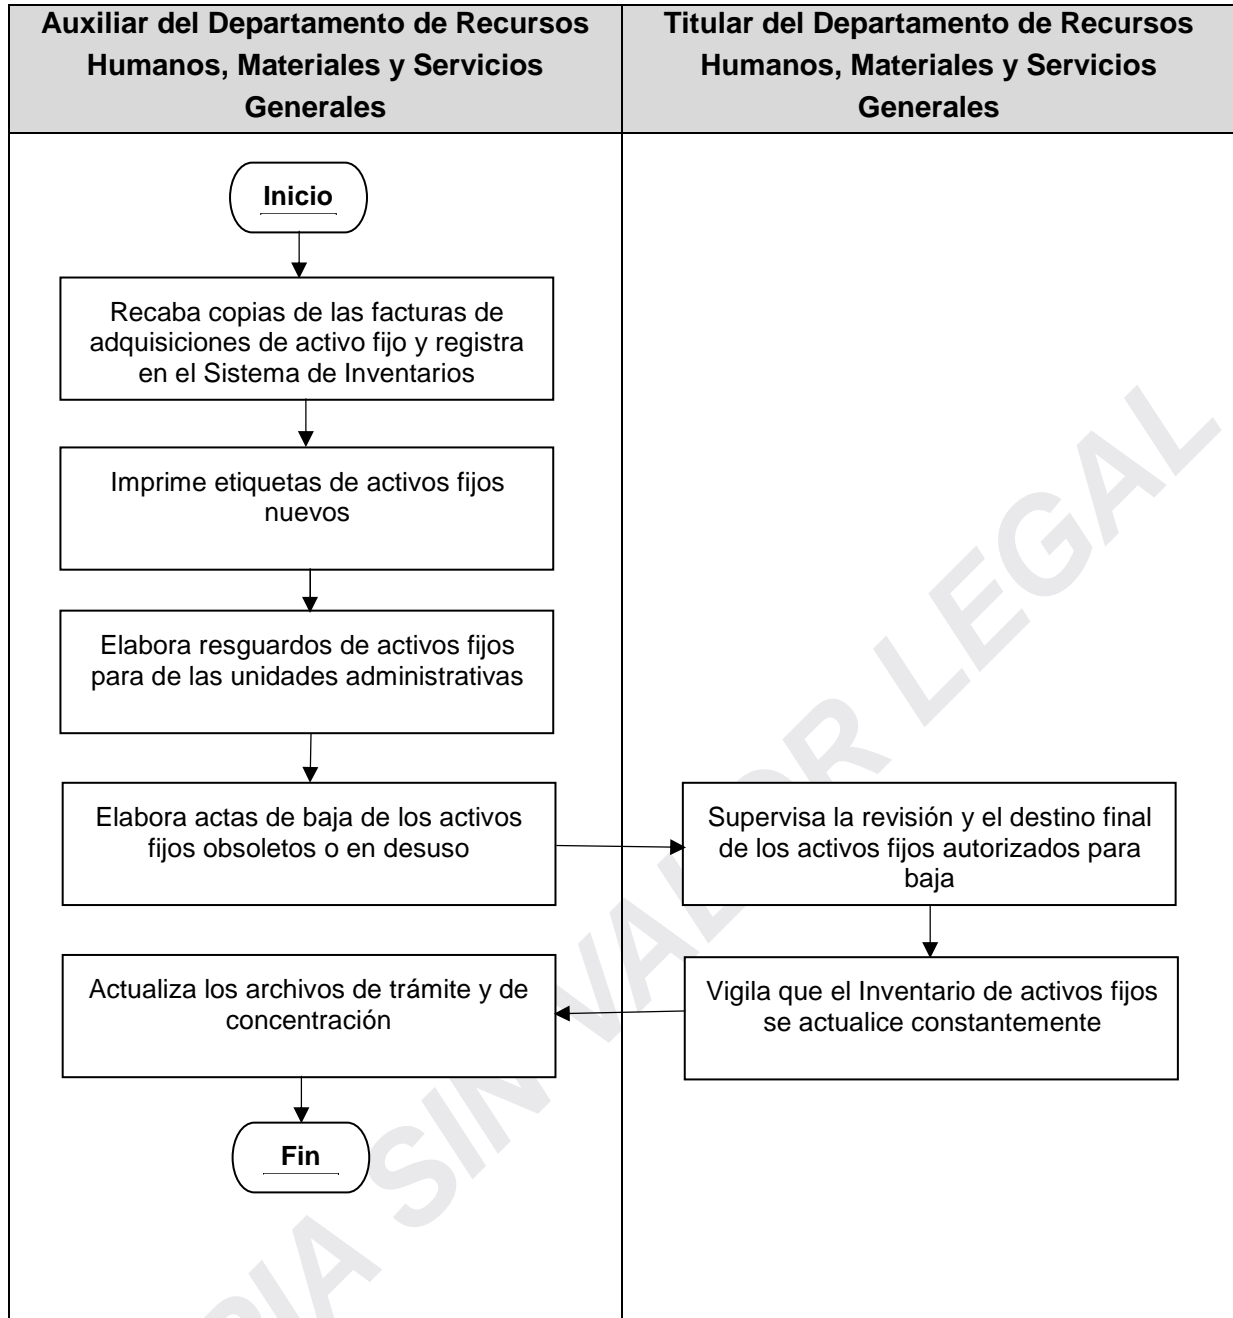 Auxiliar del Departamento de Recursos
Humanos, Materiales y Servicios
Generales
Titular del Departamento de Recursos
Humanos, Materiales y Servicios
Generales
Inicio
Recaba copias de las facturas de
adquisiciones de activo fijo y registra
en el Sistema de Inventarios
Imprime etiquetas de activos fijos
nuevos
Elabora resguardos de activos fijos
para de las unidades administrativas
Elabora actas de baja de los activos
fijos obsoletos o en desuso
Supervisa la revisión y el destino final
de los activos fijos autorizados para
baja
Vigila que el Inventario de activos fijos
se actualice constantemente
Actualiza los archivos de trámite y de
concentración
Fin
PIA SIN VALOR LEGAL